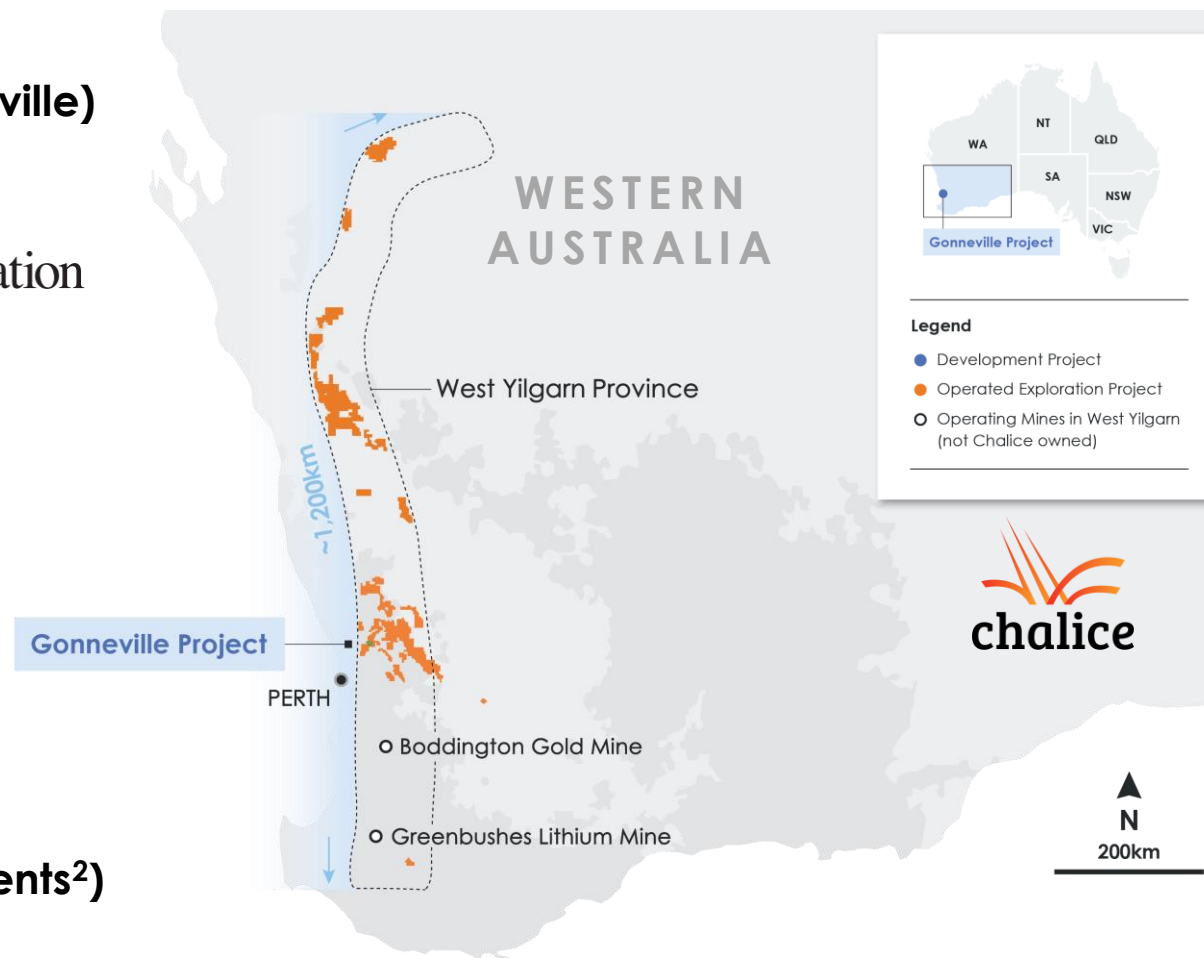 ville)
ation
ents²)
WESTERN
AUSTRALIA
West Yilgarn Province
~1,200km
Gonneville Project
PERTH
Boddington Gold Mine
Greenbushes Lithium Mine
WA
NT
QLD
SA
NSW
VIC
Gonneville Project
Legend
Development Project
Operated Exploration Project
Operating Mines in West Yilgarn
(not Chalice owned)
chalice
N
200km